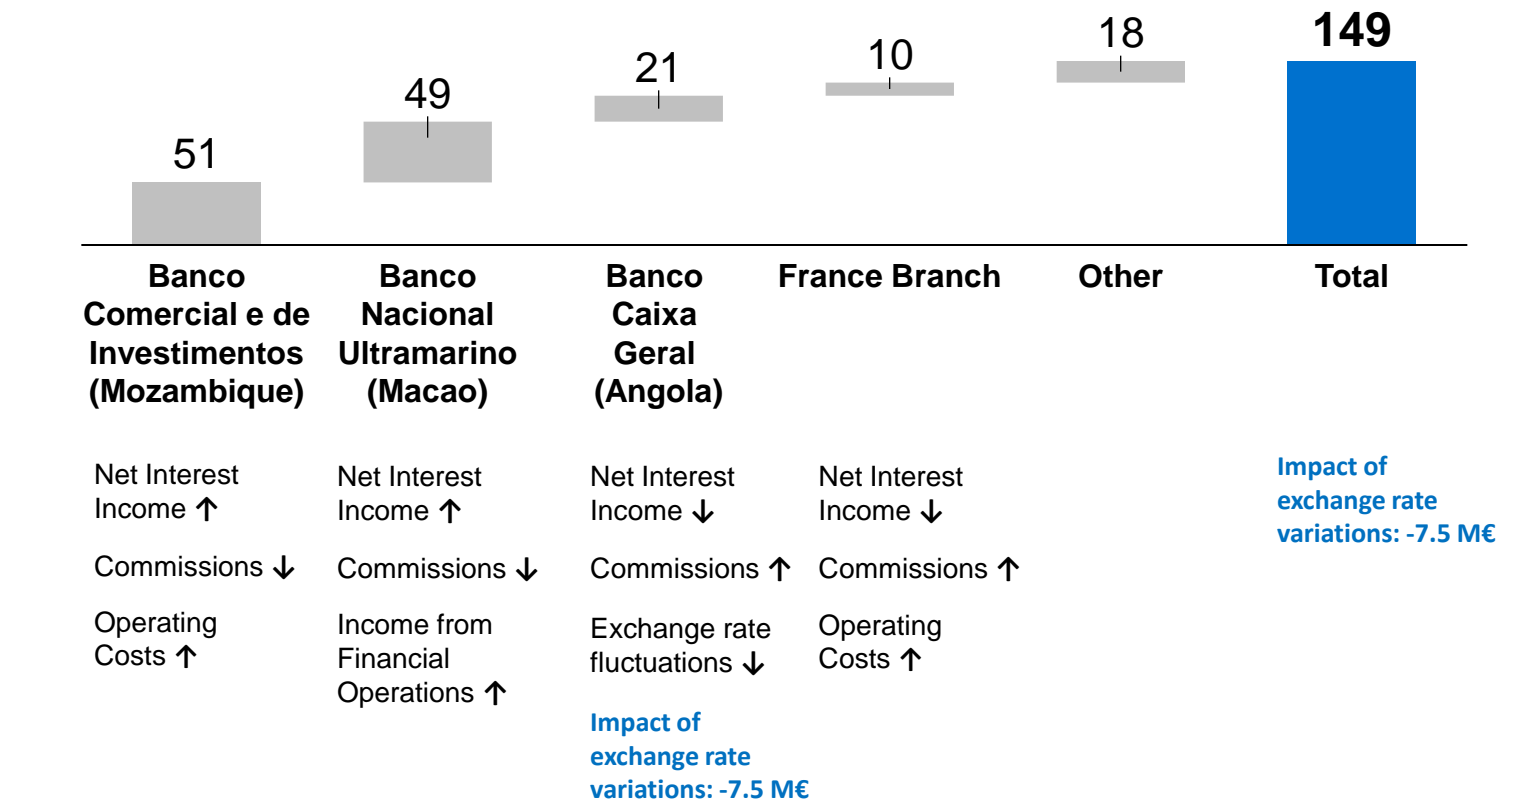 51
49
21
10
18
149
Banco
Comercial e de
Investimentos
(Mozambique)
Banco
Nacional
Ultramarino
(Macao)
Banco
Caixa
Geral
(Angola)
France Branch
Other
Total
Net Interest
Income ↑
Commissions ↓
Operating
Costs ↑
Net Interest
Income ↑
Commissions ↓
Income from
Financial
Operations ↑
Net Interest
Income ↓
Commissions ↑
Exchange rate
fluctuations ↓
Impact of
exchange rate
variations: -7.5 M€
Net Interest
Income ↓
Commissions ↑
Operating
Costs ↑
Impact of
exchange rate
variations: -7.5 M€